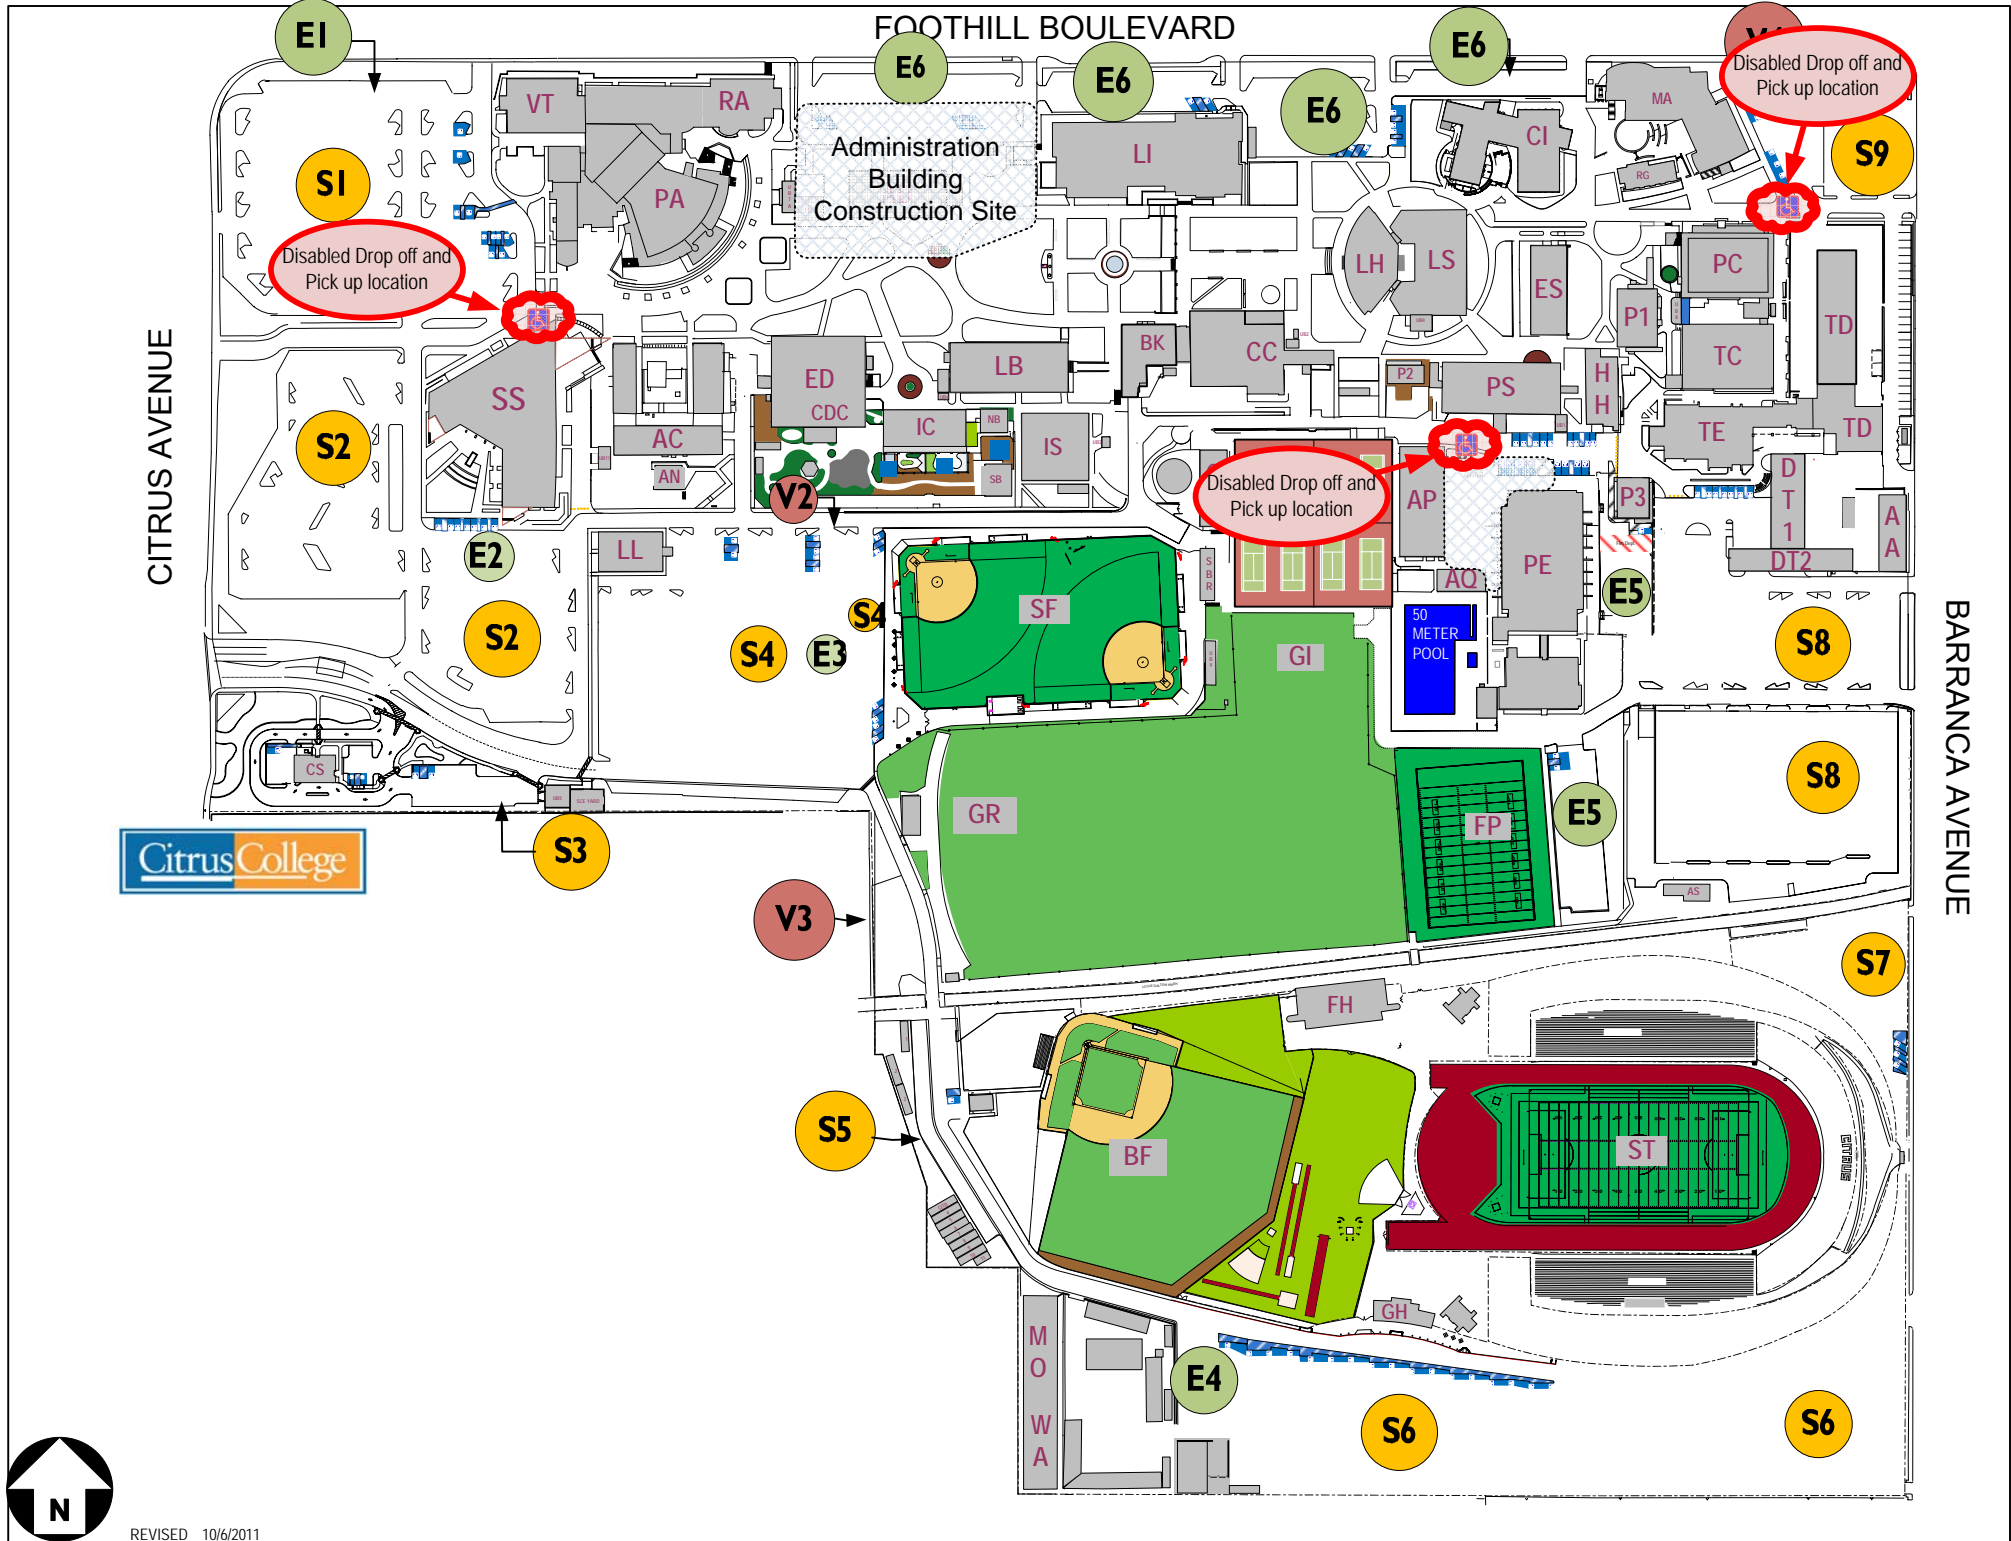 FOOTHILL BOULEVARD
E1
E6
E6
E6
E6
Disabled Drop off and
Pick up location
VT
RA
MA
CI
LI
Administration
Building
Construction Site
S1
S9
PA
RG
Disabled Drop off and
Pick up location
LH
LS
ES
PC
P1
TD
TC
CITRUS AVENUE
SS
ED
CDC
LB
BK
CC
P2
PS
H
H
S2
AC
AN
IC
NB
SB
IS
TE
TD
Disabled Drop off and
Pick up location
AP
P3
D
T
1
DT2
A
A
V2
E2
LL
S
B
R
SF
AQ
PE
E5
S2
S4
S4
E3
GI
50
METER
POOL
S8
BARRANCA AVENUE
CS
SCE YARD
S8
GR
FP
E5
Citrus College
S3
AS
V3
S7
FH
S5
BF
ST
CITRUS
GH
M
O
W
A
E4
S6
S6
N
REVISED 10/6/2011